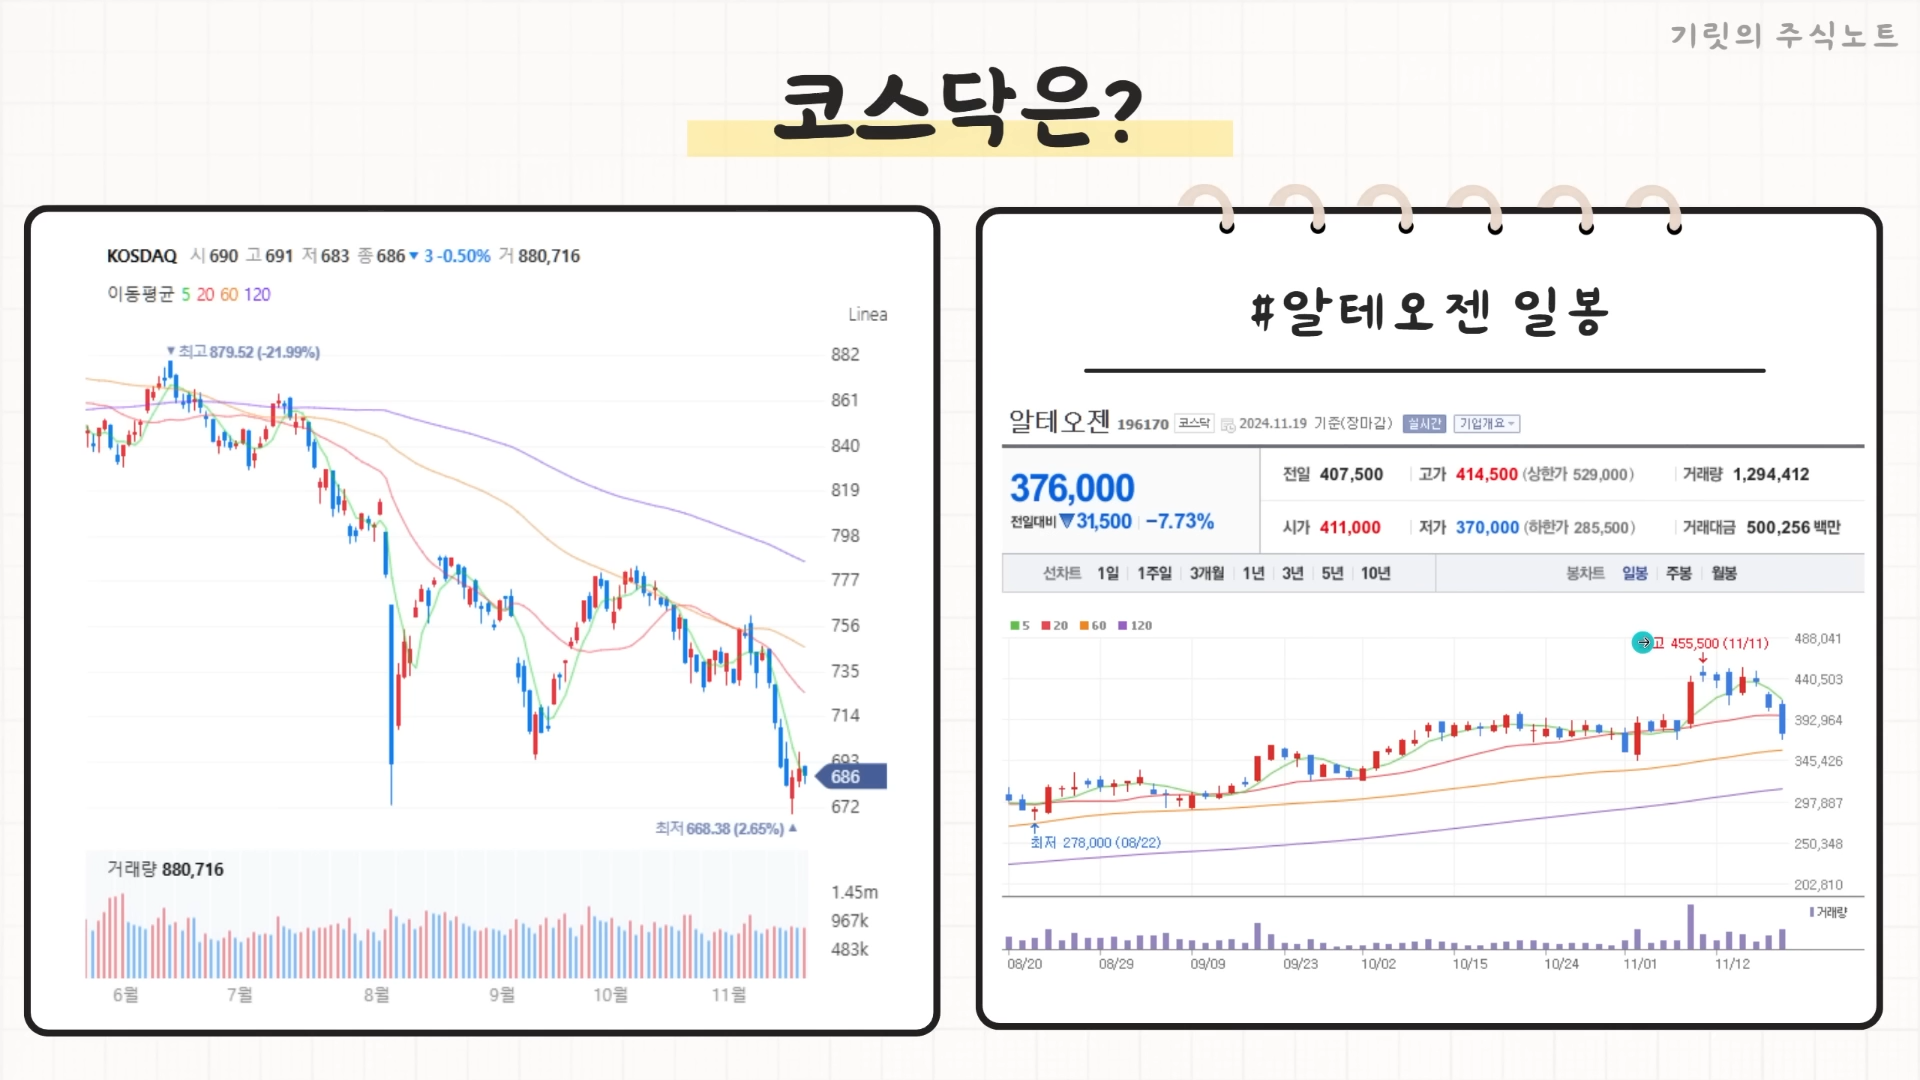 기릿의 주식노트
코스닥은?
KOSDAQ 시 690 고 691 저 683 종 686 ▼ 3 -0.50% 거 880,716
이동평균 5 20 60 120
Linea
▼최고 879.52 (-21.99%)
882
861
840
819
798
777
756
735
714
693
686
672
최저 668.38 (2.65%) ▲
거래량 880,716
1.45m
967k
483k
6월 7월 8월 9월 10월 11월
#알테오젠 일봉
알테오젠 196170 코스닥 2024.11.19 기준(장마감) 실시간 기업개요
376,000
전일대비 ▼31,500 -7.73%
전일 407,500 고가 414,500 (상한가 529,000) 거래량 1,294,412
시가 411,000 저가 370,000 (하한가 285,500) 거래대금 500,256 백만
선차트 1일 1주일 3개월 1년 3년 5년 10년 봉차트 일봉 주봉 월봉
5 20 60 120
고 455,500 (11/11)
488,041
440,503
392,964
345,426
297,887
250,348
202,810
최저 278,000 (08/22)
거래량
08/20 08/29 09/09 09/23 10/02 10/15 10/24 11/01 11/12